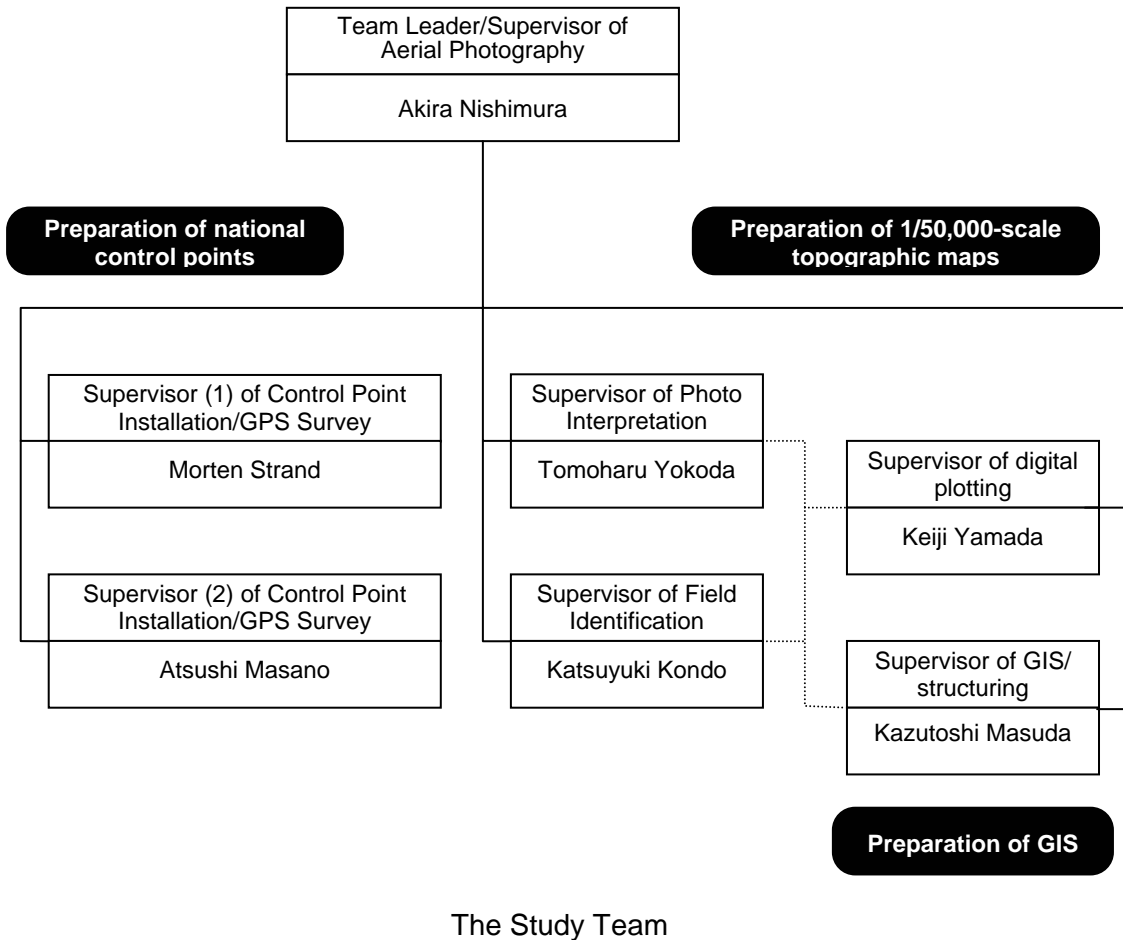 Team Leader/Supervisor of
Aerial Photography
Akira Nishimura
Preparation of national
control points
Preparation of 1/50,000-scale
topographic maps
Supervisor (1) of Control Point
Installation/GPS Survey
Morten Strand
Supervisor of Photo
Interpretation
Tomoharu Yokoda
Supervisor of digital
plotting
Keiji Yamada
Supervisor (2) of Control Point
Installation/GPS Survey
Atsushi Masano
Supervisor of Field
Identification
Katsuyuki Kondo
Supervisor of GIS/
structuring
Kazutoshi Masuda
Preparation of GIS
The Study Team